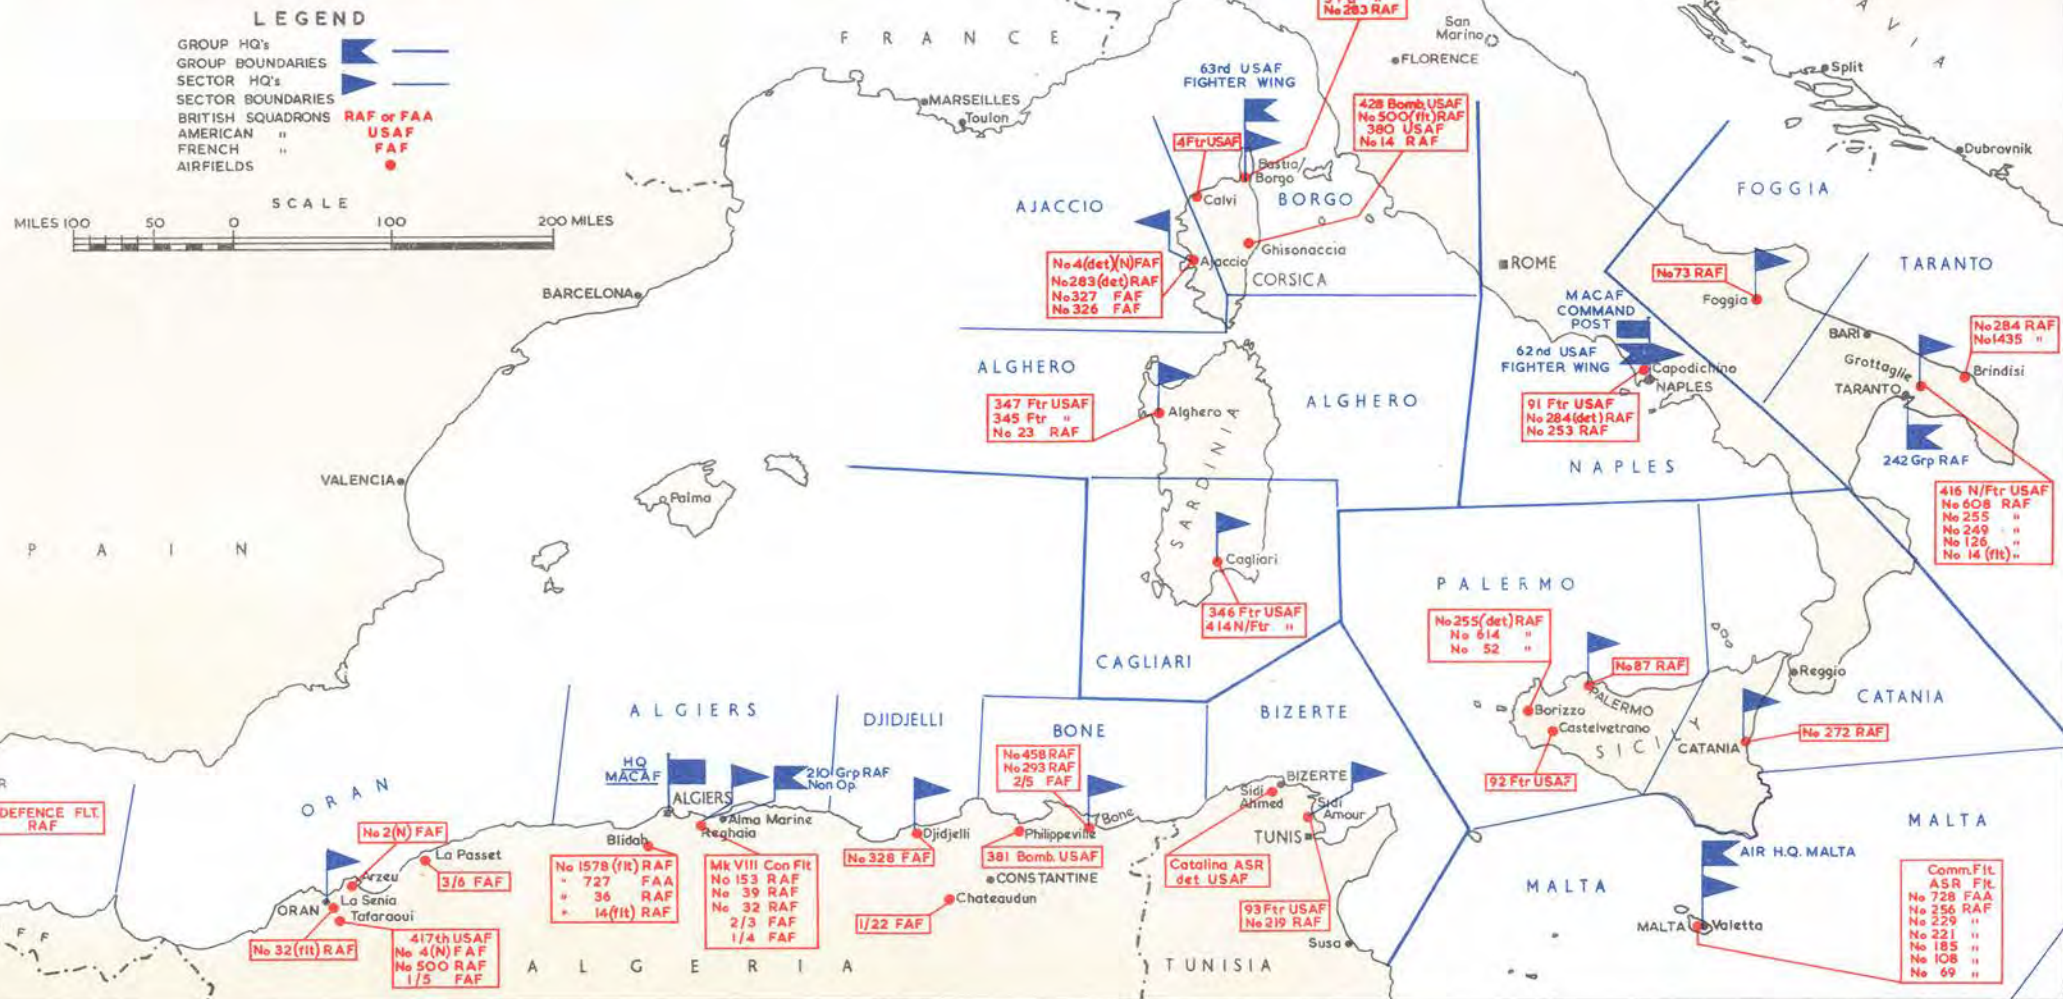 LEGEND
GROUP HQ's
GROUP BOUNDARIES
SECTOR HQ's
SECTOR BOUNDARIES
BRITISH SQUADRONS RAF or FAA
AMERICAN " USAF
FRENCH " FAF
AIRFIELDS
SCALE
MILES 100 50 0 100 200 MILES
FRANCE
MARSEILLES
Toulon
BARCELONA
VALENCIA
Palma
PAIN
No 283 RAF
San
Marino
FLORENCE
63rd USAF
FIGHTER WING
428 Bomb. USAF
No 500 (flt) RAF
380 USAF
No 14 RAF
4 Ftr USAF
Bastia/
Borgo
BORGO
Calvi
AJACCIO
Ghisonaccia
Ajaccio
CORSICA
No 4 (det)(N) FAF
No 283 (det) RAF
No 327 FAF
No 326 FAF
AVIA
Split
Dubrovnik
FOGGIA
ROME
No 73 RAF
Foggia
TARANTO
MACAF
COMMAND
POST
62nd USAF
FIGHTER WING
Capodichino
NAPLES
91 Ftr USAF
No 284 (det) RAF
No 253 RAF
NAPLES
BARI
Grottaglie
TARANTO
No 284 RAF
No 1435 "
Brindisi
242 Grp RAF
416 N/Ftr USAF
No 608 RAF
No 255 "
No 249 "
No 126 "
No 14 (flt) "
ALGHERO
347 Ftr USAF
345 Ftr "
No 23 RAF
Alghero
ALGHERO
SARDINIA
Cagliari
346 Ftr USAF
414 N/Ftr "
CAGLIARI
PALERMO
No 255 (det) RAF
No 614 "
No 52 "
No 87 RAF
PALERMO
Borizzo
Castelvetrano
SICILY
92 Ftr USAF
Reggio
CATANIA
CATANIA
No 272 RAF
MALTA
MALTA
AIR H.Q. MALTA
MALTA Valetta
Comm. Flt.
ASR Flt.
No 728 FAA
No 256 RAF
No 229 "
No 221 "
No 185 "
No 108 "
No 69 "
R
DEFENCE FLT.
RAF
ORAN
No 2 (N) FAF
La Passet
3/6 FAF
Arzeu
ORAN
La Senia
Tafaraoui
No 32 (flt) RAF
417th USAF
No 4 (N) FAF
No 500 RAF
1/5 FAF
FF
ALGIERS
HQ
MACAF
210 Grp RAF
Non Op.
ALGIERS
Alma Marine
Reghaia
Blidah
No 1578 (flt) RAF
" 727 FAA
" 36 RAF
" 14 (flt) RAF
Mk VIII Con Flt
No 153 RAF
No 39 RAF
No 32 RAF
2/3 FAF
1/4 FAF
DJIDJELLI
Djidjelli
No 328 FAF
BONE
No 458 RAF
No 293 RAF
2/5 FAF
Bone
Philippeville
381 Bomb. USAF
CONSTANTINE
Chateaudun
1/22 FAF
BIZERTE
BIZERTE
Sidi
Ahmed
Sidi
Amour
TUNIS
Catalina ASR
det USAF
93 Ftr USAF
No 219 RAF
Susa
ALGERIA
TUNISIA